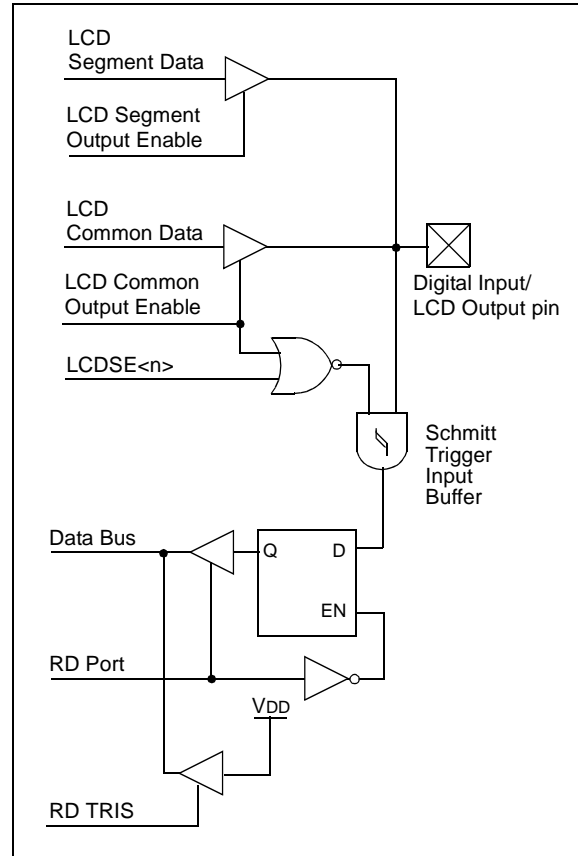 LCD
Segment Data
LCD Segment
Output Enable
LCD
Common Data
LCD Common
Output Enable
Digital Input/
LCD Output pin
LCDSE<n>
Schmitt
Trigger
Input
Buffer
Data Bus
Q
D
EN
RD Port
VDD
RD TRIS